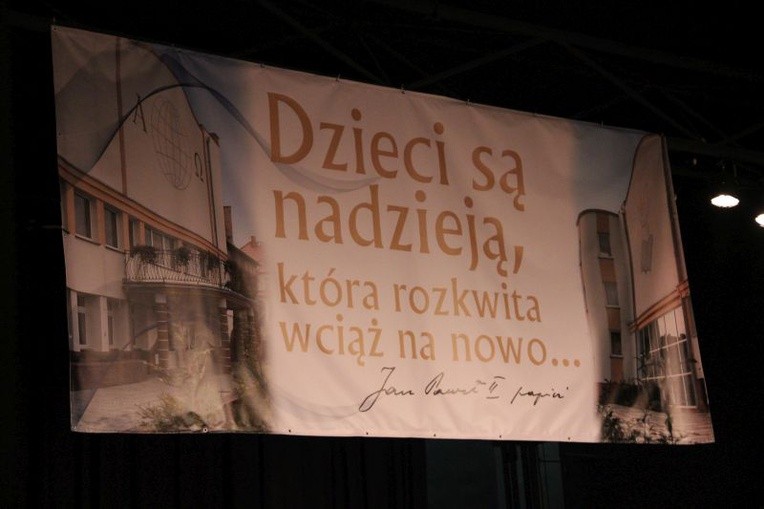 Dzieci są
nadzieją,
która rozkwita
wciąż na nowo...
Jan Paweł II papież
A
Ω